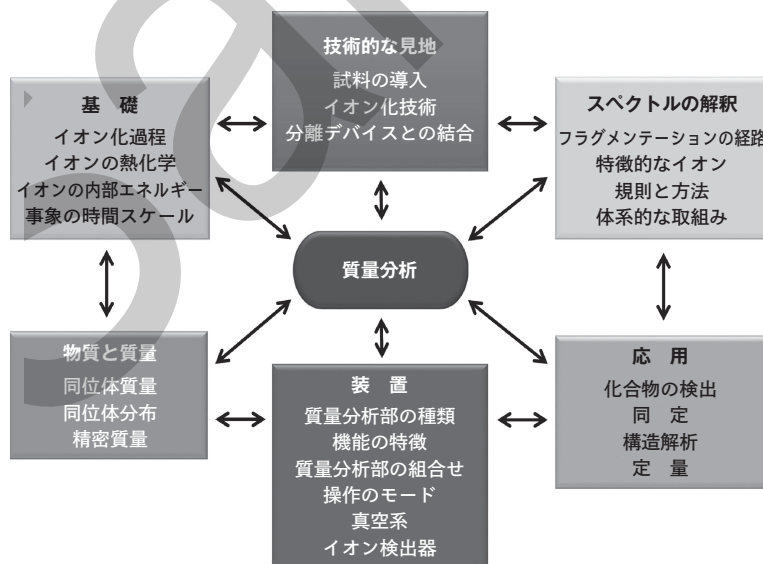 技術的な見地
試料の導入
イオン化技術
分離デバイスとの結合
基　礎
イオン化過程
イオンの熱化学
イオンの内部エネルギー
事象の時間スケール
スペクトルの解釈
フラグメンテーションの経路
特徴的なイオン
規則と方法
体系的な取組み
質量分析
物質と質量
同位体質量
同位体分布
精密質量
装　置
質量分析部の種類
機能の特徴
質量分析部の組合せ
操作のモード
真空系
イオン検出器
応　用
化合物の検出
同　定
構造解析
定　量